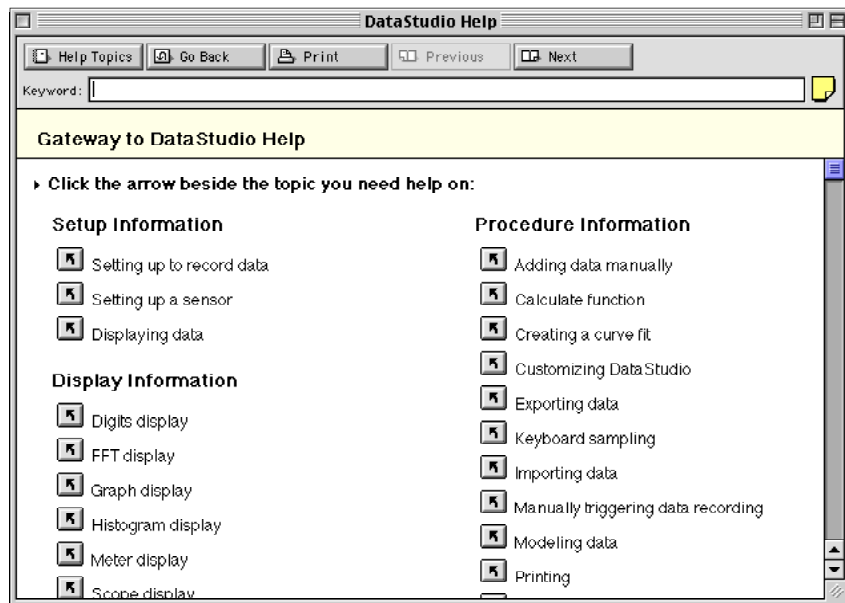 DataStudio Help
Help Topics Go Back Print Previous Next
Keyword:
Gateway to DataStudio Help
Click the arrow beside the topic you need help on:
Setup Information
Setting up to record data
Setting up a sensor
Displaying data
Display Information
Digits display
FFT display
Graph display
Histogram display
Meter display
Scope display
Procedure Information
Adding data manually
Calculate function
Creating a curve fit
Customizing DataStudio
Exporting data
Keyboard sampling
Importing data
Manually triggering data recording
Modeling data
Printing